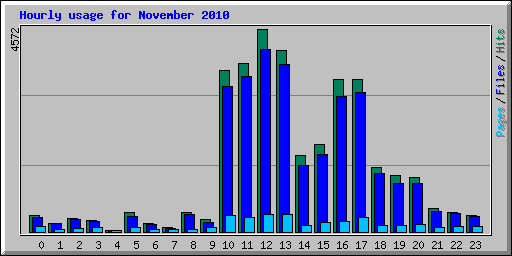 Hourly usage for November 2010
4572
Pages / Files / Hits
0 1 2 3 4 5 6 7 8 9 10 11 12 13 14 15 16 17 18 19 20 21 22 23